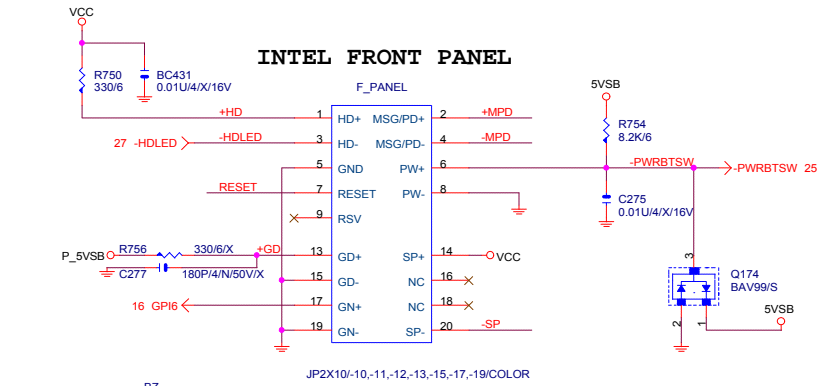 VCC
INTEL FRONT PANEL
R750
330/6
BC431
0.01U/4/X/16V
F_PANEL
5VSB
R754
8.2K/6
+HD 1 HD+ MSG/PD+ 2 +MPD
27 -HDLED -HDLED 3 HD- MSG/PD- 4 -MPD
5 GND PW+ 6 -PWRBTSW -PWRBTSW 25
RESET 7 RESET PW- 8
9 RSV
C275
0.01U/4/X/16V
P_5VSB R756 330/6/X +GD 13 GD+ SP+ 14 VCC
C277 180P/4/N/50V/X
15 GD- NC 16
16 GPI6 17 GN+ NC 18
19 GN- SP- 20 -SP
3
Q174
BAV99/S
2 1
5VSB
JP2X10/-10,-11,-12,-13,-15,-17,-19/COLOR